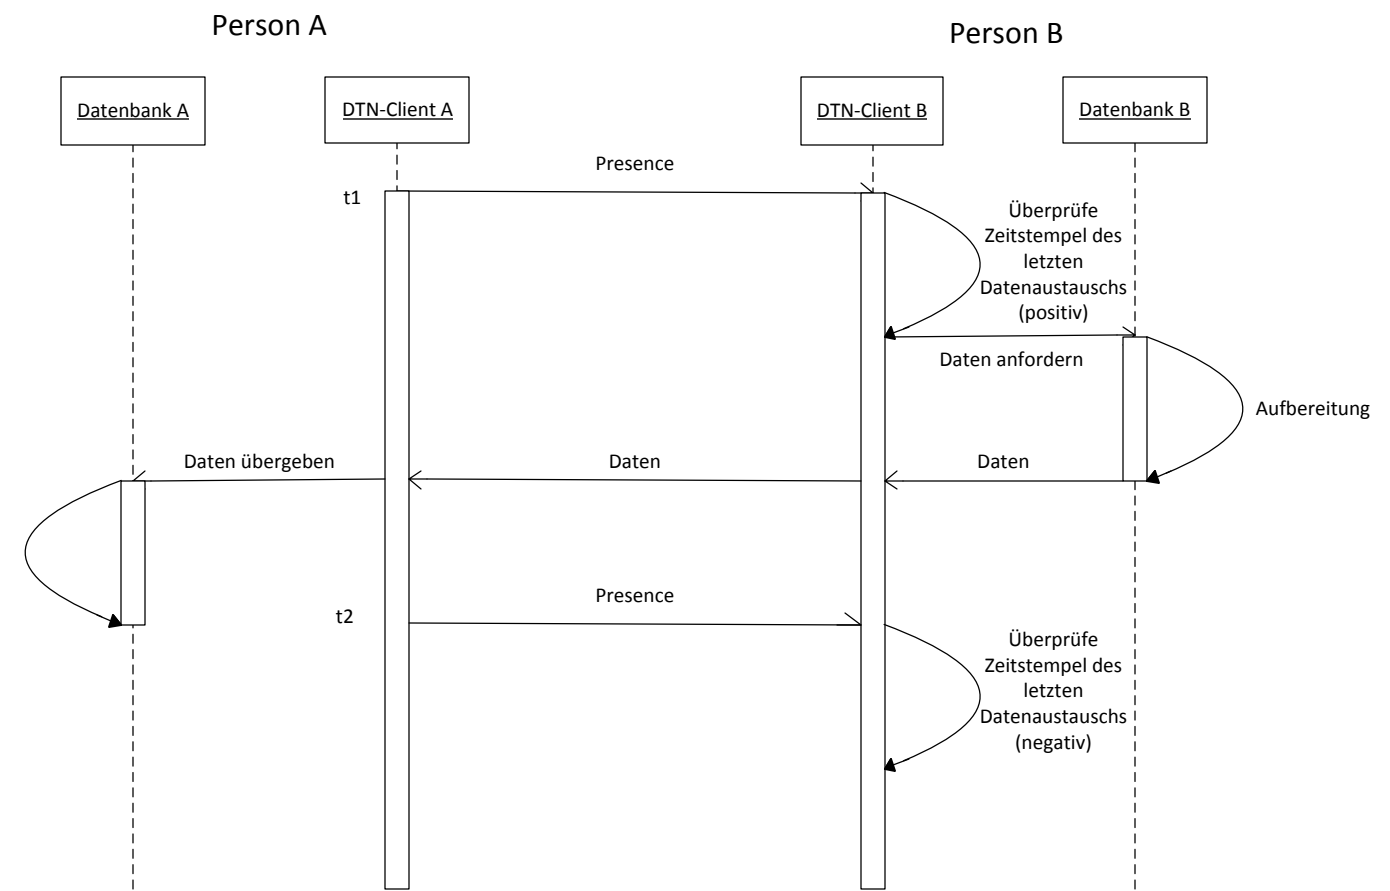 Person A
Person B
Datenbank A
DTN-Client A
DTN-Client B
Datenbank B
Presence
t1
Überprüfe
Zeitstempel des
letzten
Datenaustauschs
(positiv)
Daten anfordern
Aufbereitung
Daten übergeben
Daten
Daten
Presence
t2
Überprüfe
Zeitstempel des
letzten
Datenaustauschs
(negativ)